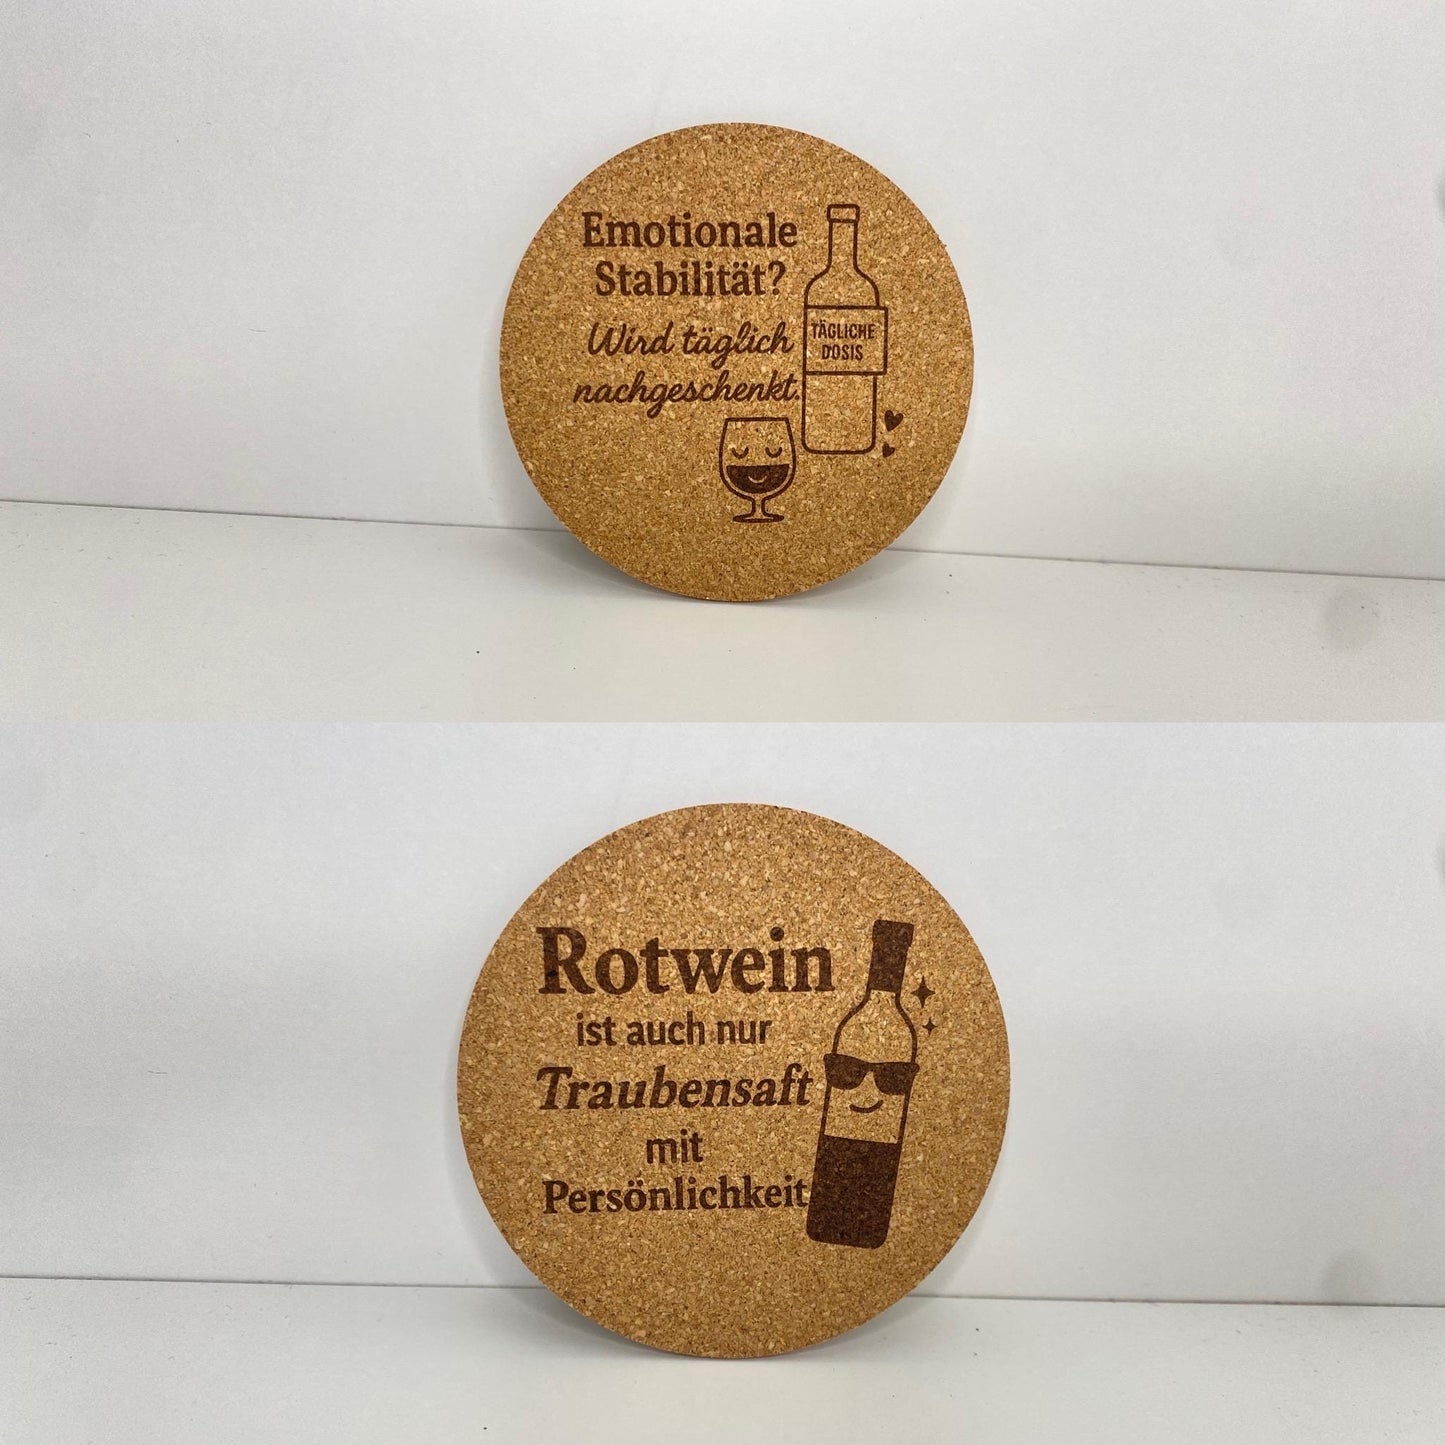 Emotionale
Stabilität?
Wird täglich
nachgeschenkt.
TÄGLICHE
DOSIS
Rotwein
ist auch nur
Traubensaft
mit
Persönlichkeit